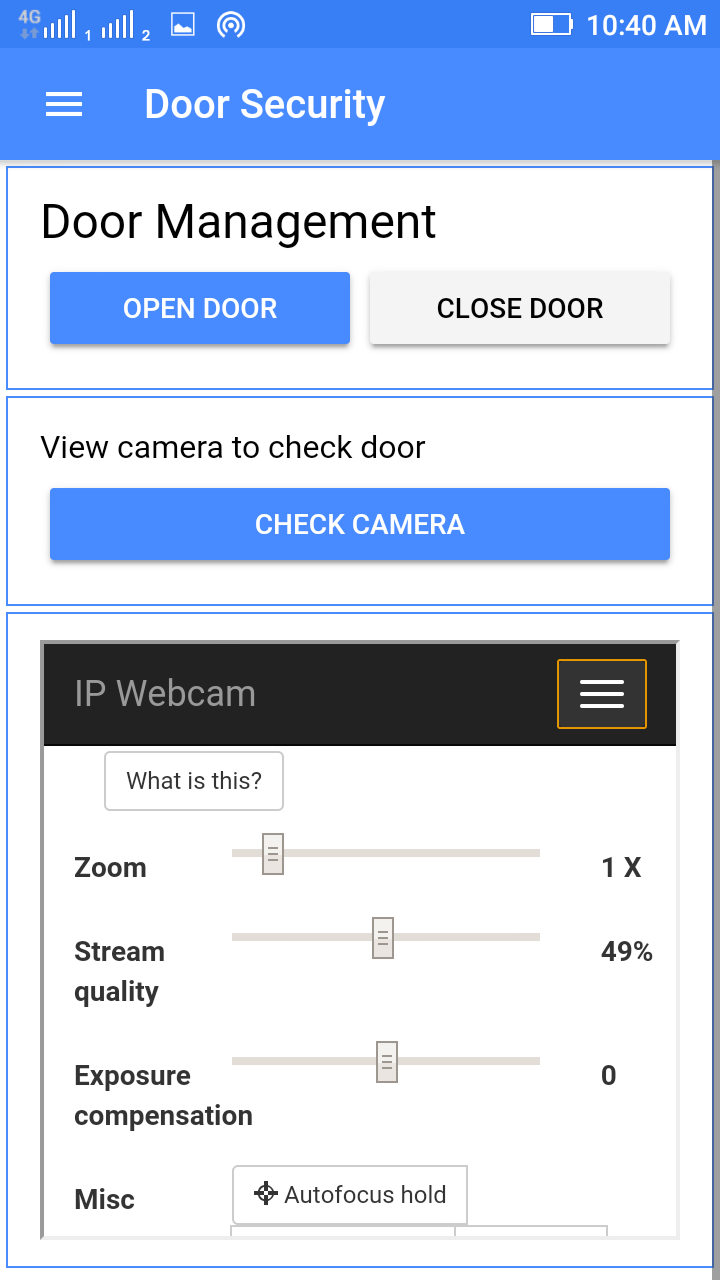 4G 1 2 10:40 AM
Door Security
Door Management
OPEN DOOR CLOSE DOOR
View camera to check door
CHECK CAMERA
IP Webcam
What is this?
Zoom 1 X
Stream 49%
quality
Exposure 0
compensation
Misc Autofocus hold